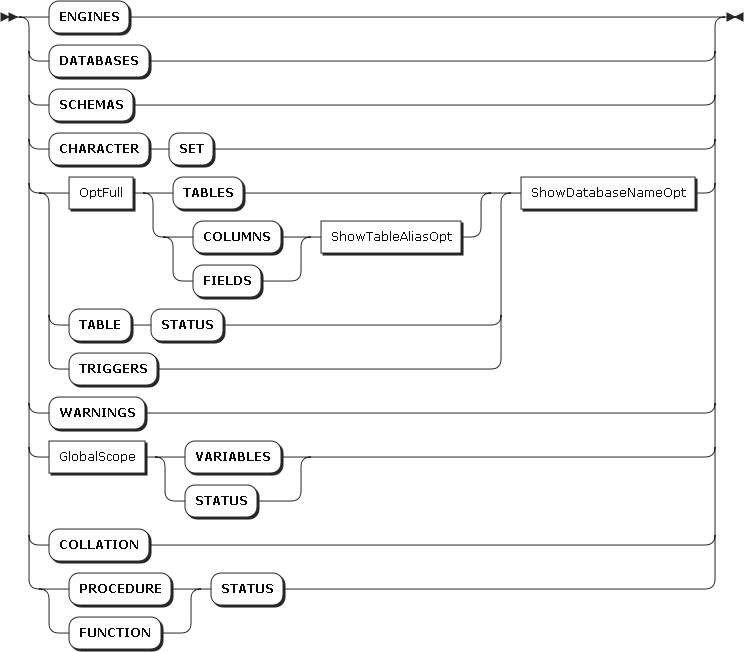 ENGINES
DATABASES
SCHEMAS
CHARACTER SET
OptFull TABLES ShowDatabaseNameOpt
COLUMNS ShowTableAliasOpt
FIELDS
TABLE STATUS
TRIGGERS
WARNINGS
GlobalScope VARIABLES
STATUS
COLLATION
PROCEDURE STATUS
FUNCTION